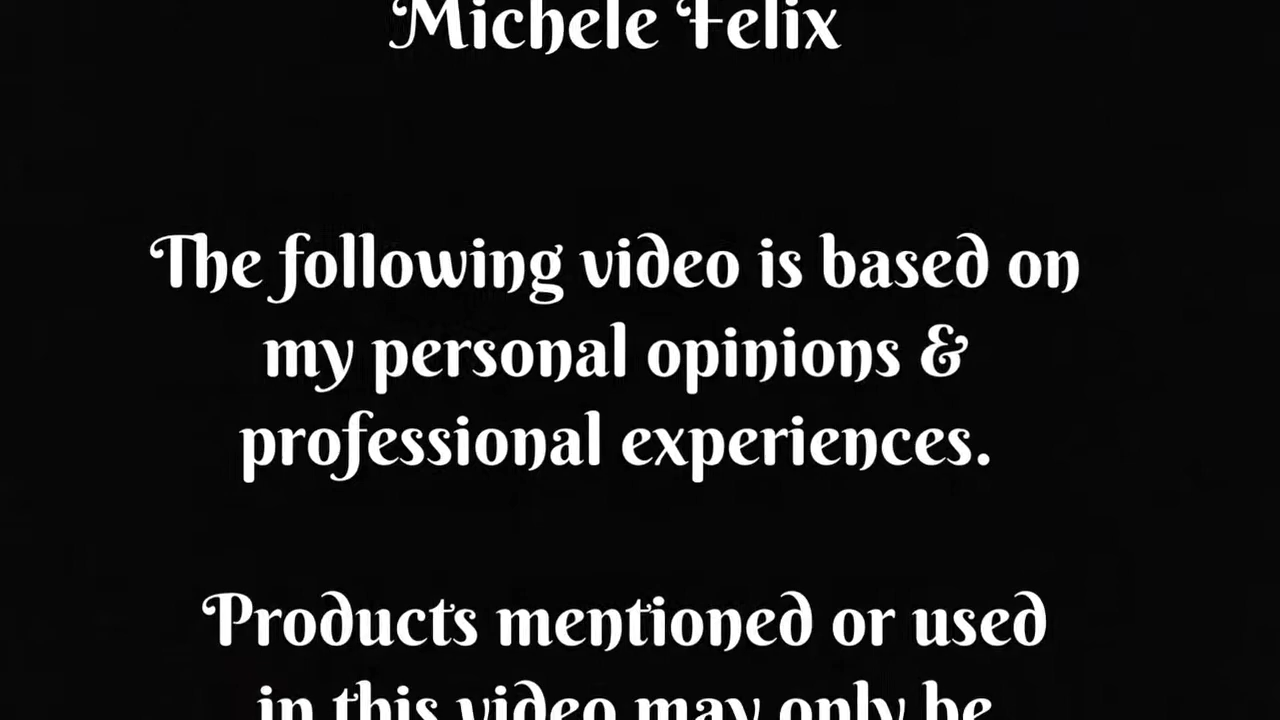 Michele Felix
The following video is based on
my personal opinions &
professional experiences.
Products mentioned or used
in this video may only be